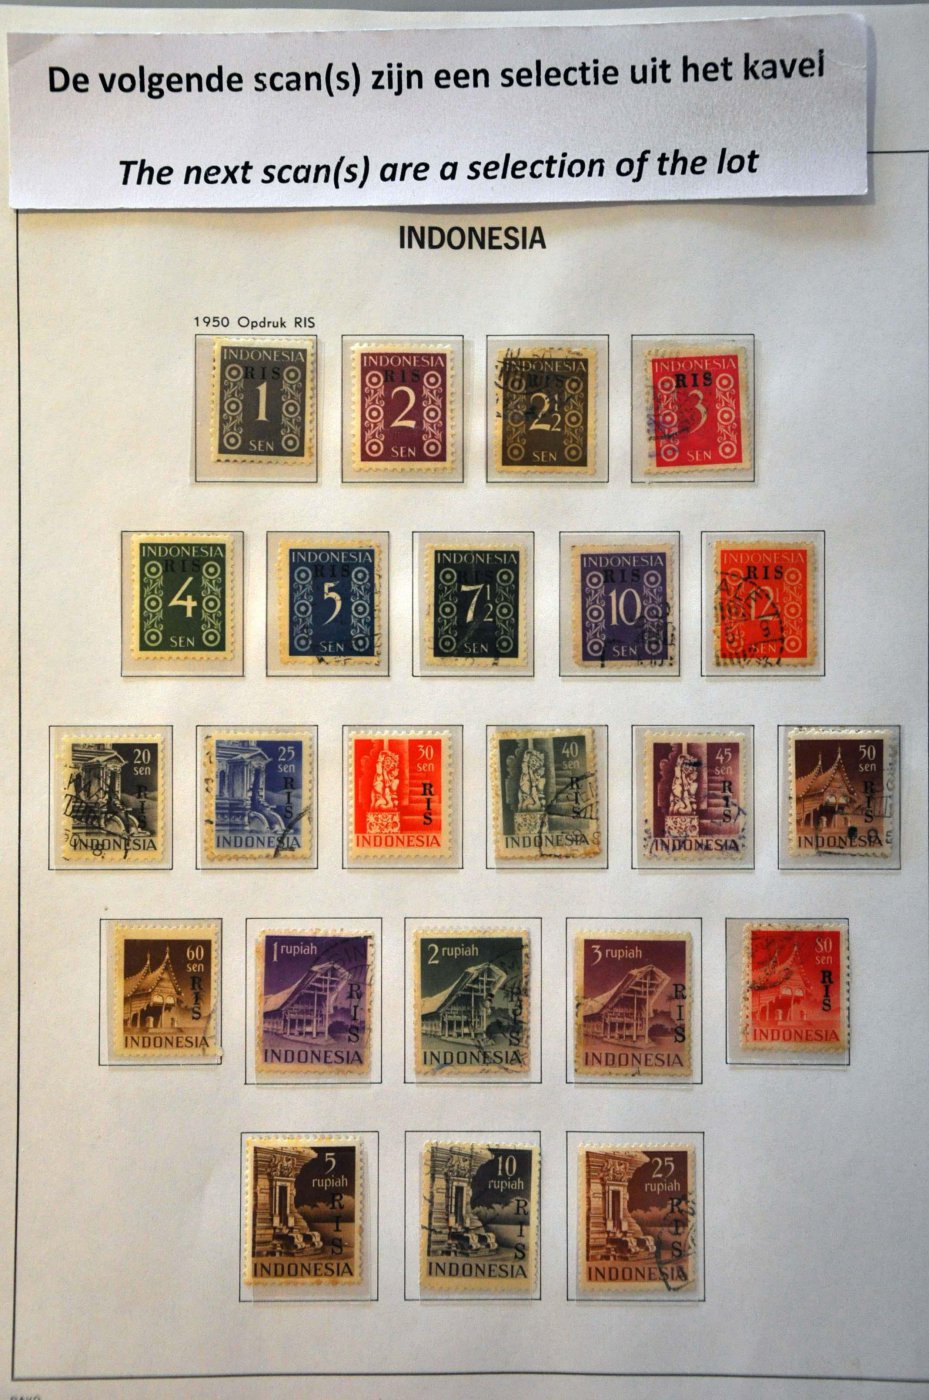 De volgende scan(s) zijn een selectie uit het kavel
The next scan(s) are a selection of the lot
INDONESIA
1950 Opdruk RIS
INDONESIA
RIS
1
SEN
INDONESIA
RIS
2
SEN
INDONESIA
RIS
2½
SEN
INDONESIA
RIS
3
SEN
INDONESIA
RIS
4
SEN
INDONESIA
RIS
5
SEN
INDONESIA
RIS
7½
SEN
INDONESIA
RIS
10
SEN
INDONESIA
RIS
12
SEN
20
sen
RIS
INDONESIA
25
sen
RIS
INDONESIA
30
sen
RIS
INDONESIA
40
sen
RIS
INDONESIA
45
sen
RIS
INDONESIA
50
sen
RIS
INDONESIA
60
sen
RIS
INDONESIA
1 rupiah
RIS
INDONESIA
2 rupiah
RIS
INDONESIA
3 rupiah
RIS
INDONESIA
80
sen
RIS
INDONESIA
5
rupiah
RIS
INDONESIA
10
rupiah
RIS
INDONESIA
25
rupiah
RIS
INDONESIA